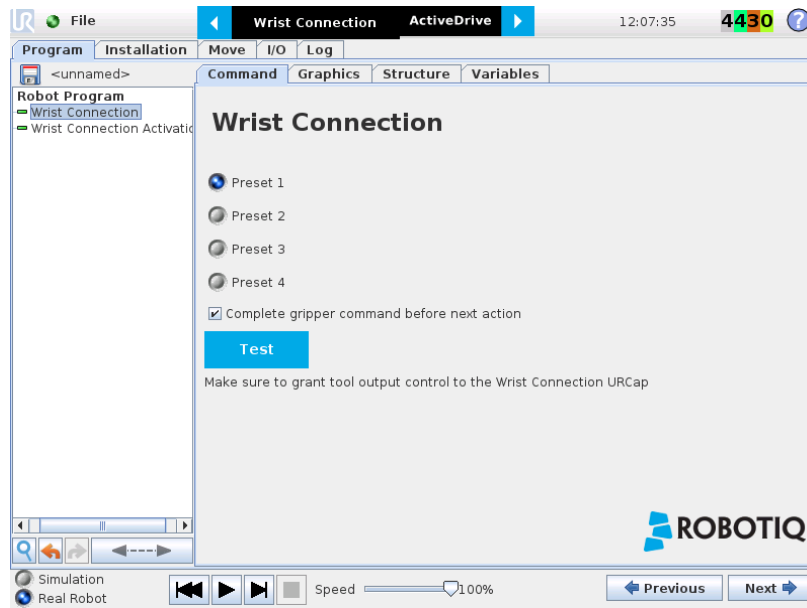 UR File Wrist Connection ActiveDrive 12:07:35 4430 ?
Program Installation Move I/O Log
<unnamed> Command Graphics Structure Variables
Robot Program
Wrist Connection
Wrist Connection Activatio
Wrist Connection
Preset 1
Preset 2
Preset 3
Preset 4
Complete gripper command before next action
Test
Make sure to grant tool output control to the Wrist Connection URCap
ROBOTIQ
Simulation
Real Robot
Speed 100% Previous Next